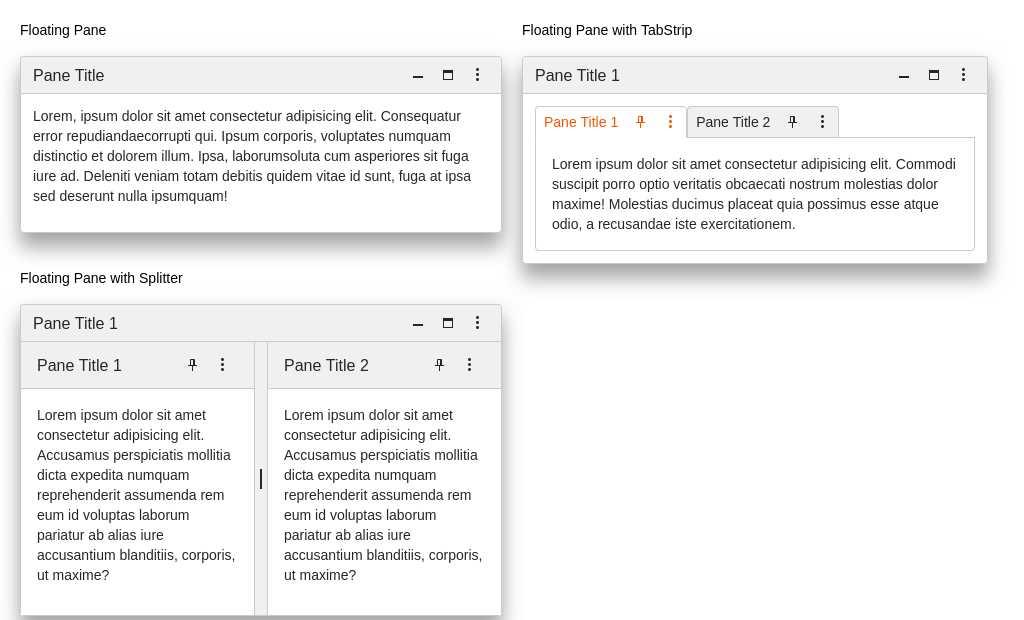 Floating Pane
Pane Title
Lorem, ipsum dolor sit amet consectetur adipisicing elit. Consequatur
error repudiandaecorrupti qui. Ipsum corporis, voluptates numquam
distinctio et dolorem illum. Ipsa, laborumsoluta cum asperiores sit fuga
iure ad. Deleniti veniam totam debitis quidem vitae id sunt, fuga at ipsa
sed deserunt nulla ipsumquam!
Floating Pane with TabStrip
Pane Title 1
Pane Title 1
Pane Title 2
Lorem ipsum dolor sit amet consectetur adipisicing elit. Commodi
suscipit porro optio veritatis obcaecati nostrum molestias dolor
maxime! Molestias ducimus placeat quia possimus esse atque
odio, a recusandae iste exercitationem.
Floating Pane with Splitter
Pane Title 1
Pane Title 1
Lorem ipsum dolor sit amet
consectetur adipisicing elit.
Accusamus perspiciatis mollitia
dicta expedita numquam
reprehenderit assumenda rem
eum id voluptas laborum
pariatur ab alias iure
accusantium blanditiis, corporis,
ut maxime?
Pane Title 2
Lorem ipsum dolor sit amet
consectetur adipisicing elit.
Accusamus perspiciatis mollitia
dicta expedita numquam
reprehenderit assumenda rem
eum id voluptas laborum
pariatur ab alias iure
accusantium blanditiis, corporis,
ut maxime?